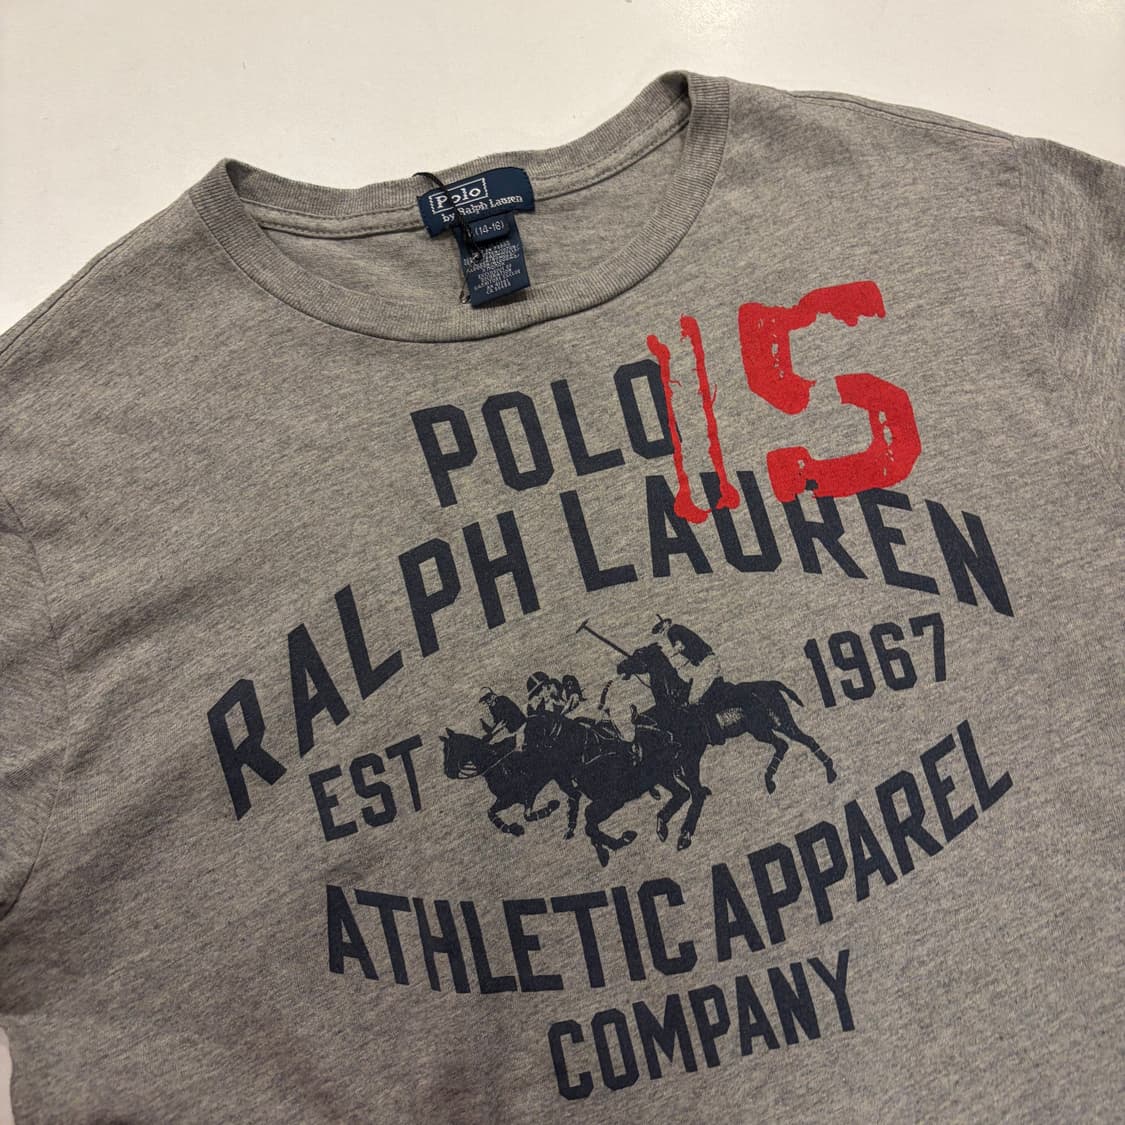 Polo
by Ralph Lauren
(14-16)
15
POLO
RALPH LAUREN
EST 1967
ATHLETIC APPAREL
COMPANY